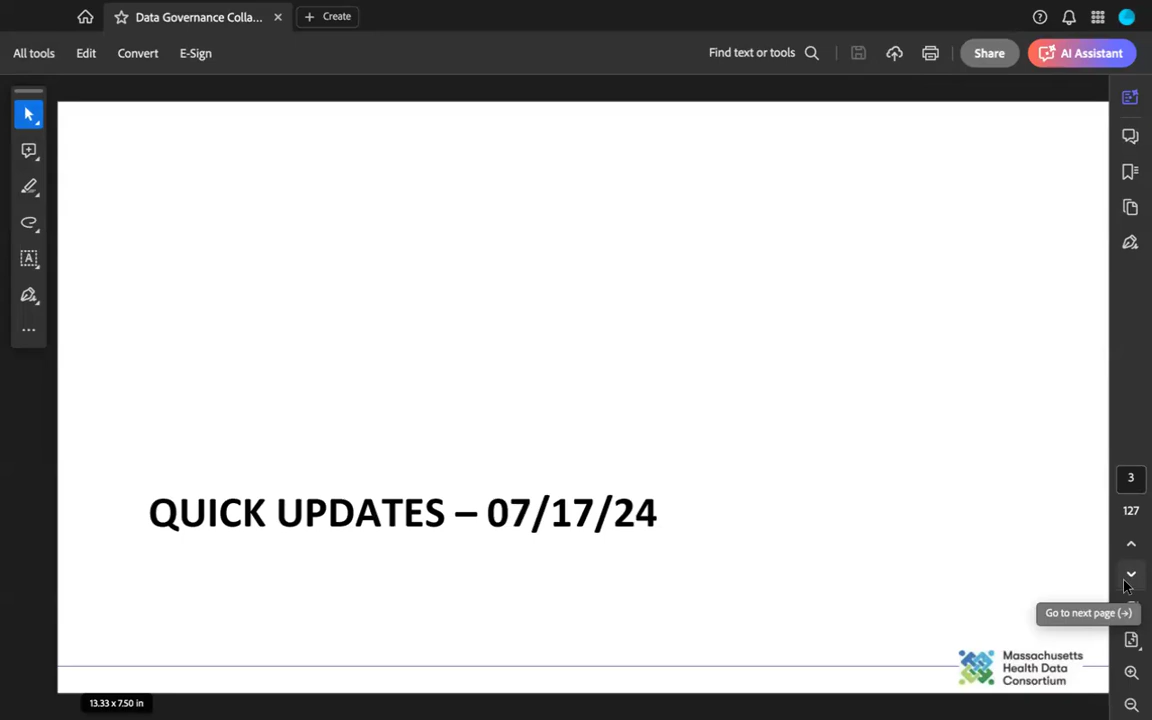 Data Governance Colla...
Create
All tools
Edit
Convert
E-Sign
Find text or tools
Share
AI Assistant
QUICK UPDATES – 07/17/24
3
127
Go to next page (→)
Massachusetts
Health Data
Consortium
13.33 x 7.50 in